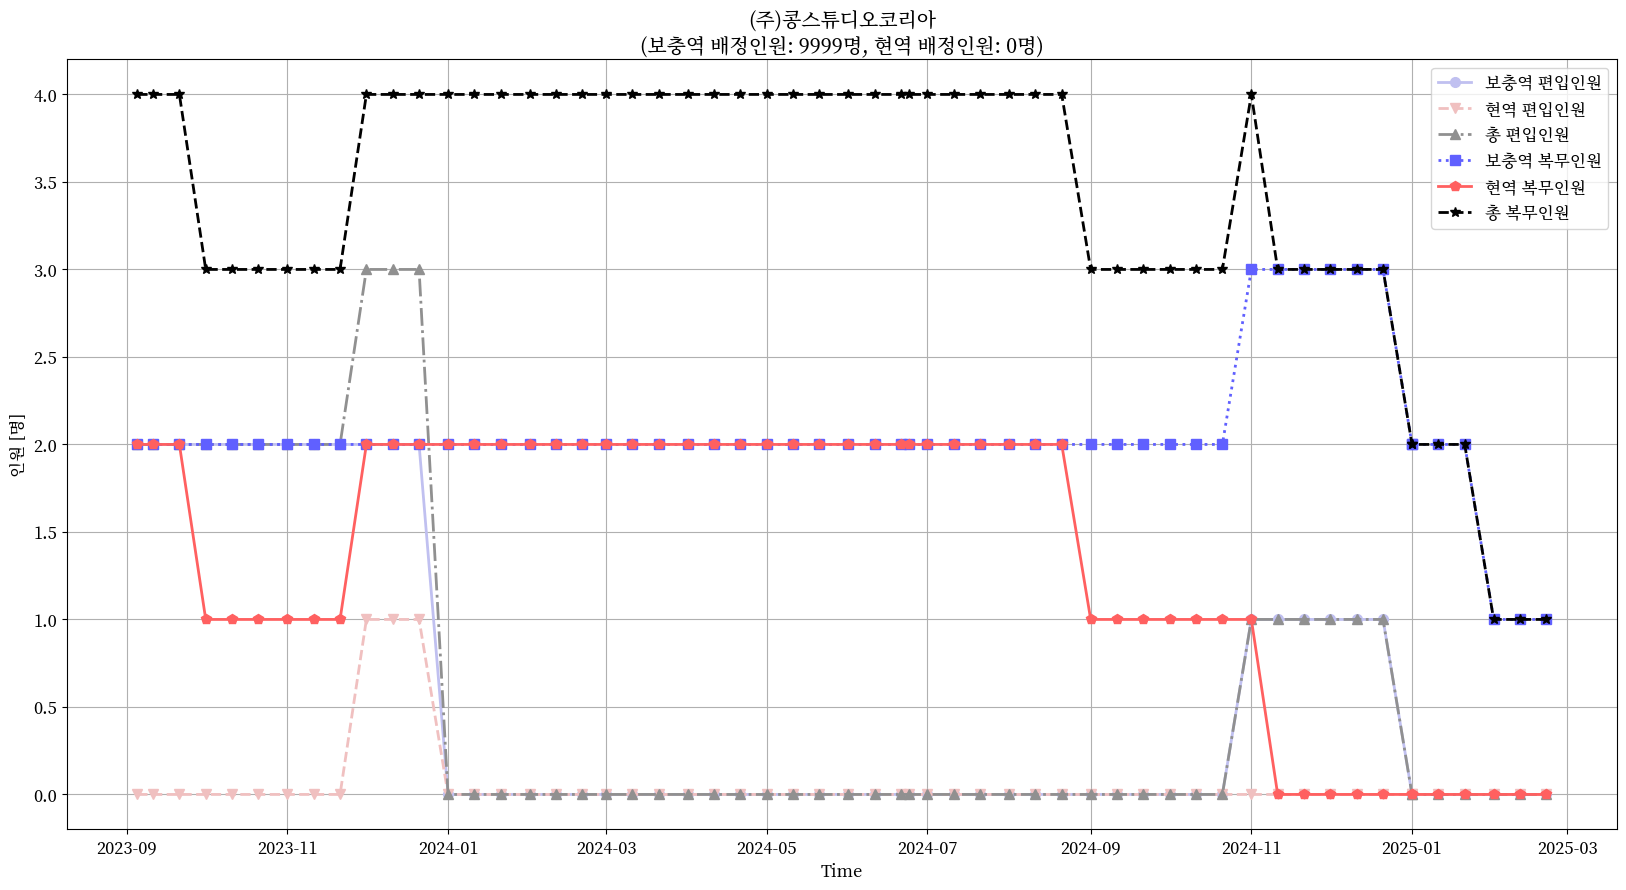 (주)콩스튜디오코리아
(보충역 배정인원: 9999명, 현역 배정인원: 0명)
보충역 편입인원
현역 편입인원
총 편입인원
보충역 복무인원
현역 복무인원
총 복무인원
인원 [명]
4.0
3.5
3.0
2.5
2.0
1.5
1.0
0.5
0.0
2023-09 2023-11 2024-01 2024-03 2024-05 2024-07 2024-09 2024-11 2025-01 2025-03
Time